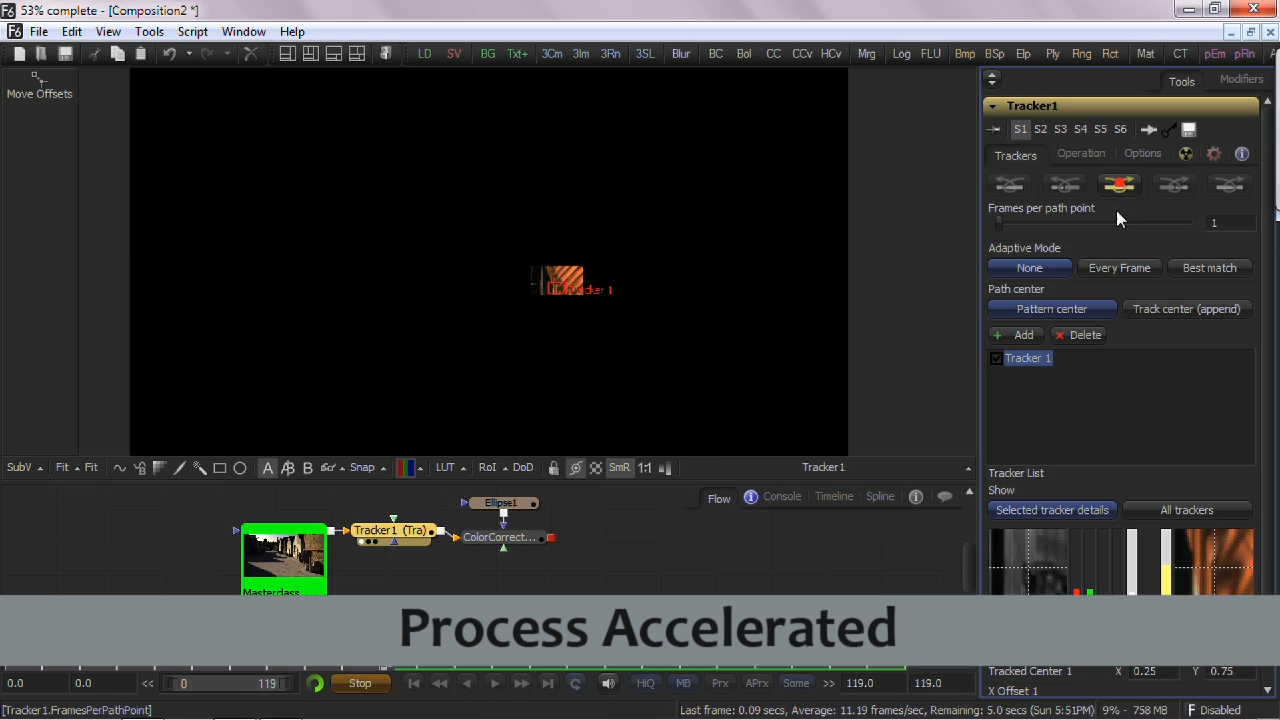 53% complete - [Composition2 *]
File Edit View Tools Script Window Help
LD SV BG Txt+ 3Cm 3Im 3Rn 3SL Blur BC Bol CC CCv HCv Mrg Log FLU Bmp BSp Elp Ply Rng Rct Mat CT pEm pRn
Move Offsets
Tools Modifiers
Tracker1
S1 S2 S3 S4 S5 S6
Trackers Operation Options
Frames per path point
1
Adaptive Mode
None Every Frame Best match
Path center
Pattern center Track center (append)
Add Delete
Tracker 1
Tracker List
Show
Selected tracker details All trackers
SubV Fit Fit A B B Snap LUT RoI DoD SmR 1:1 Tracker1
Flow Console Timeline Spline
Ellipse1
Tracker1 (Tra)
ColorCorrect...
Masterclass
Process Accelerated
Tracked Center 1 X 0.25 Y 0.75
X Offset 1
0.0 0.0 << 0 119 Stop HiQ MB Prx APrx Some >> 119.0 119.0
[Tracker1.FramesPerPathPoint]
Last frame: 0.09 secs, Average: 11.19 frames/sec, Remaining: 5.0 secs (Sun 5:51PM) 9% - 758 MB Disabled